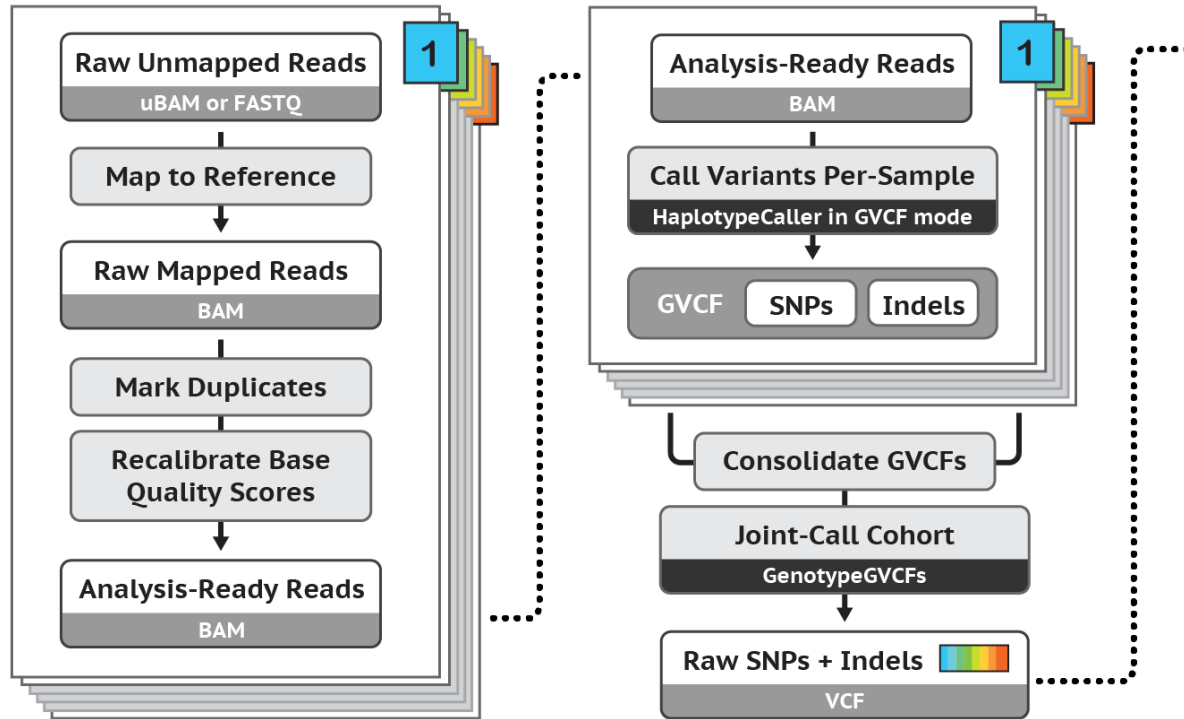 1
Raw Unmapped Reads
uBAM or FASTQ
Map to Reference
Raw Mapped Reads
BAM
Mark Duplicates
Recalibrate Base
Quality Scores
Analysis-Ready Reads
BAM
1
Analysis-Ready Reads
BAM
Call Variants Per-Sample
HaplotypeCaller in GVCF mode
GVCF SNPs Indels
Consolidate GVCFs
Joint-Call Cohort
GenotypeGVCFs
Raw SNPs + Indels
VCF